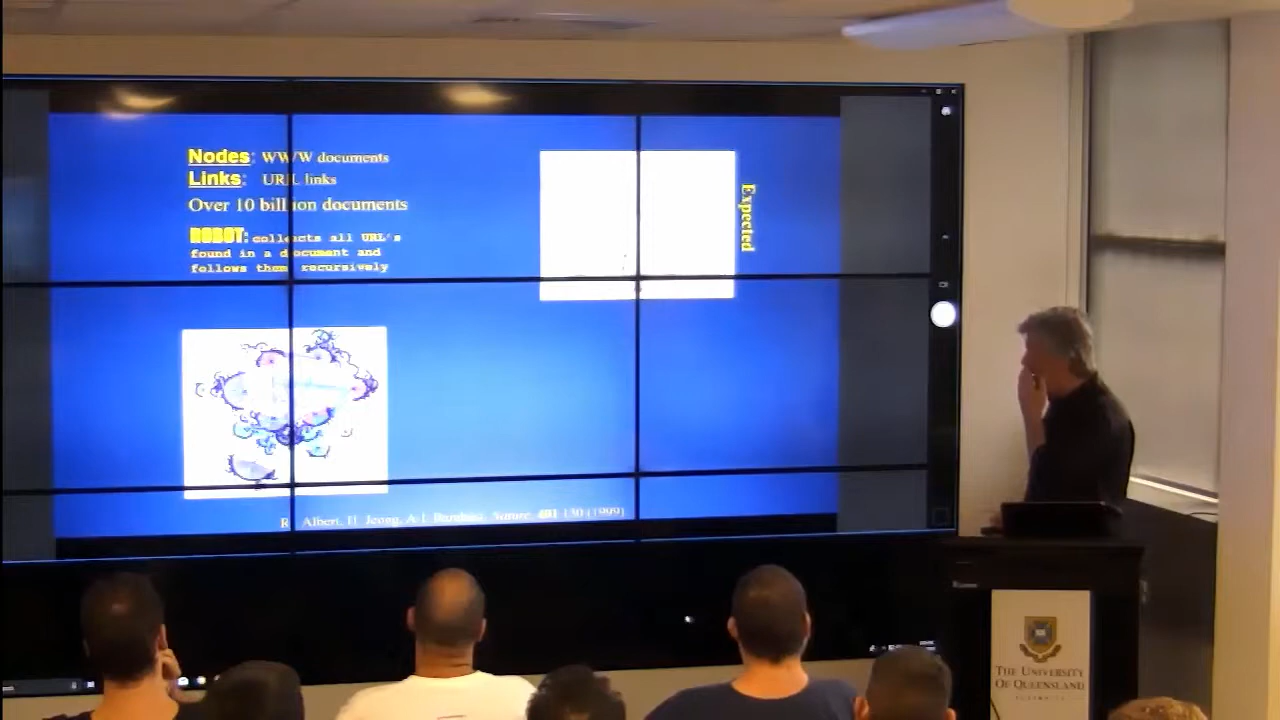 Nodes: WWW documents
Links: URL links
Over 10 billion documents
ROBOT: collects all URL's
found in a document and
follows them recursively
Expected
R. Albert, H. Jeong, A-L Barabasi, Nature, 401 130 (1999)
THE UNIVERSITY
OF QUEENSLAND
AUSTRALIA